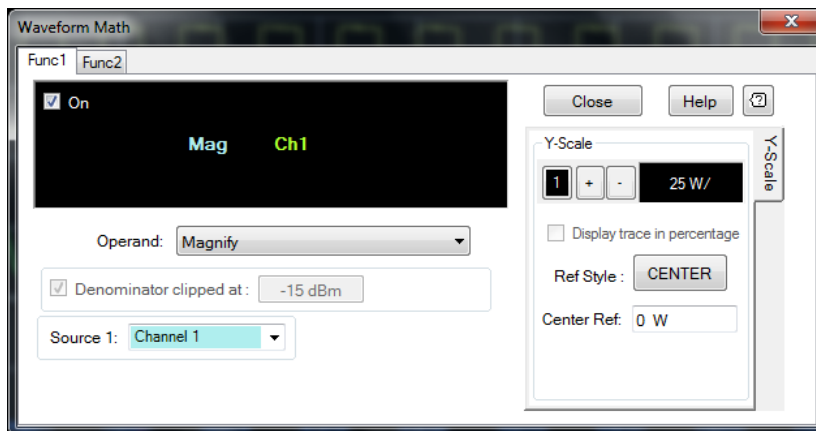 Waveform Math
x
Func1 Func2
On
Mag Ch1
Operand: Magnify
Denominator clipped at : -15 dBm
Source 1: Channel 1
Close Help ?
Y-Scale
Y-Scale
1 + - 25 W/
Display trace in percentage
Ref Style : CENTER
Center Ref: 0 W